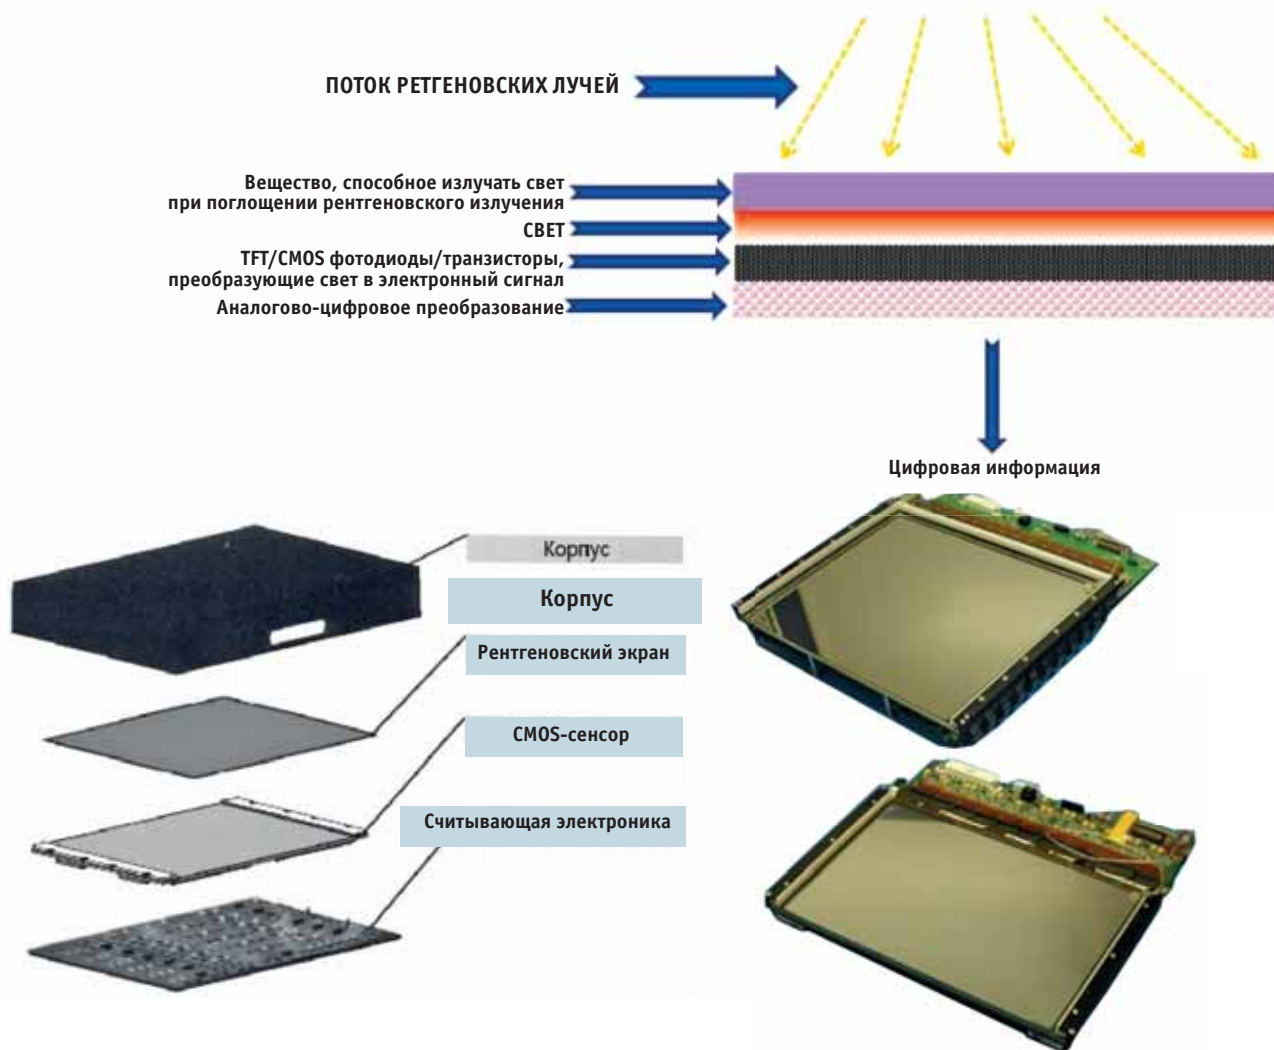 ПОТОК РЕТГЕНОВСКИХ ЛУЧЕЙ
Вещество, способное излучать свет
при поглощении рентгеновского излучения
СВЕТ
TFT/CMOS фотодиоды/транзисторы,
преобразующие свет в электронный сигнал
Аналогово-цифровое преобразование
Цифровая информация
Корпус
Корпус
Рентгеновский экран
CMOS-сенсор
Считывающая электроника